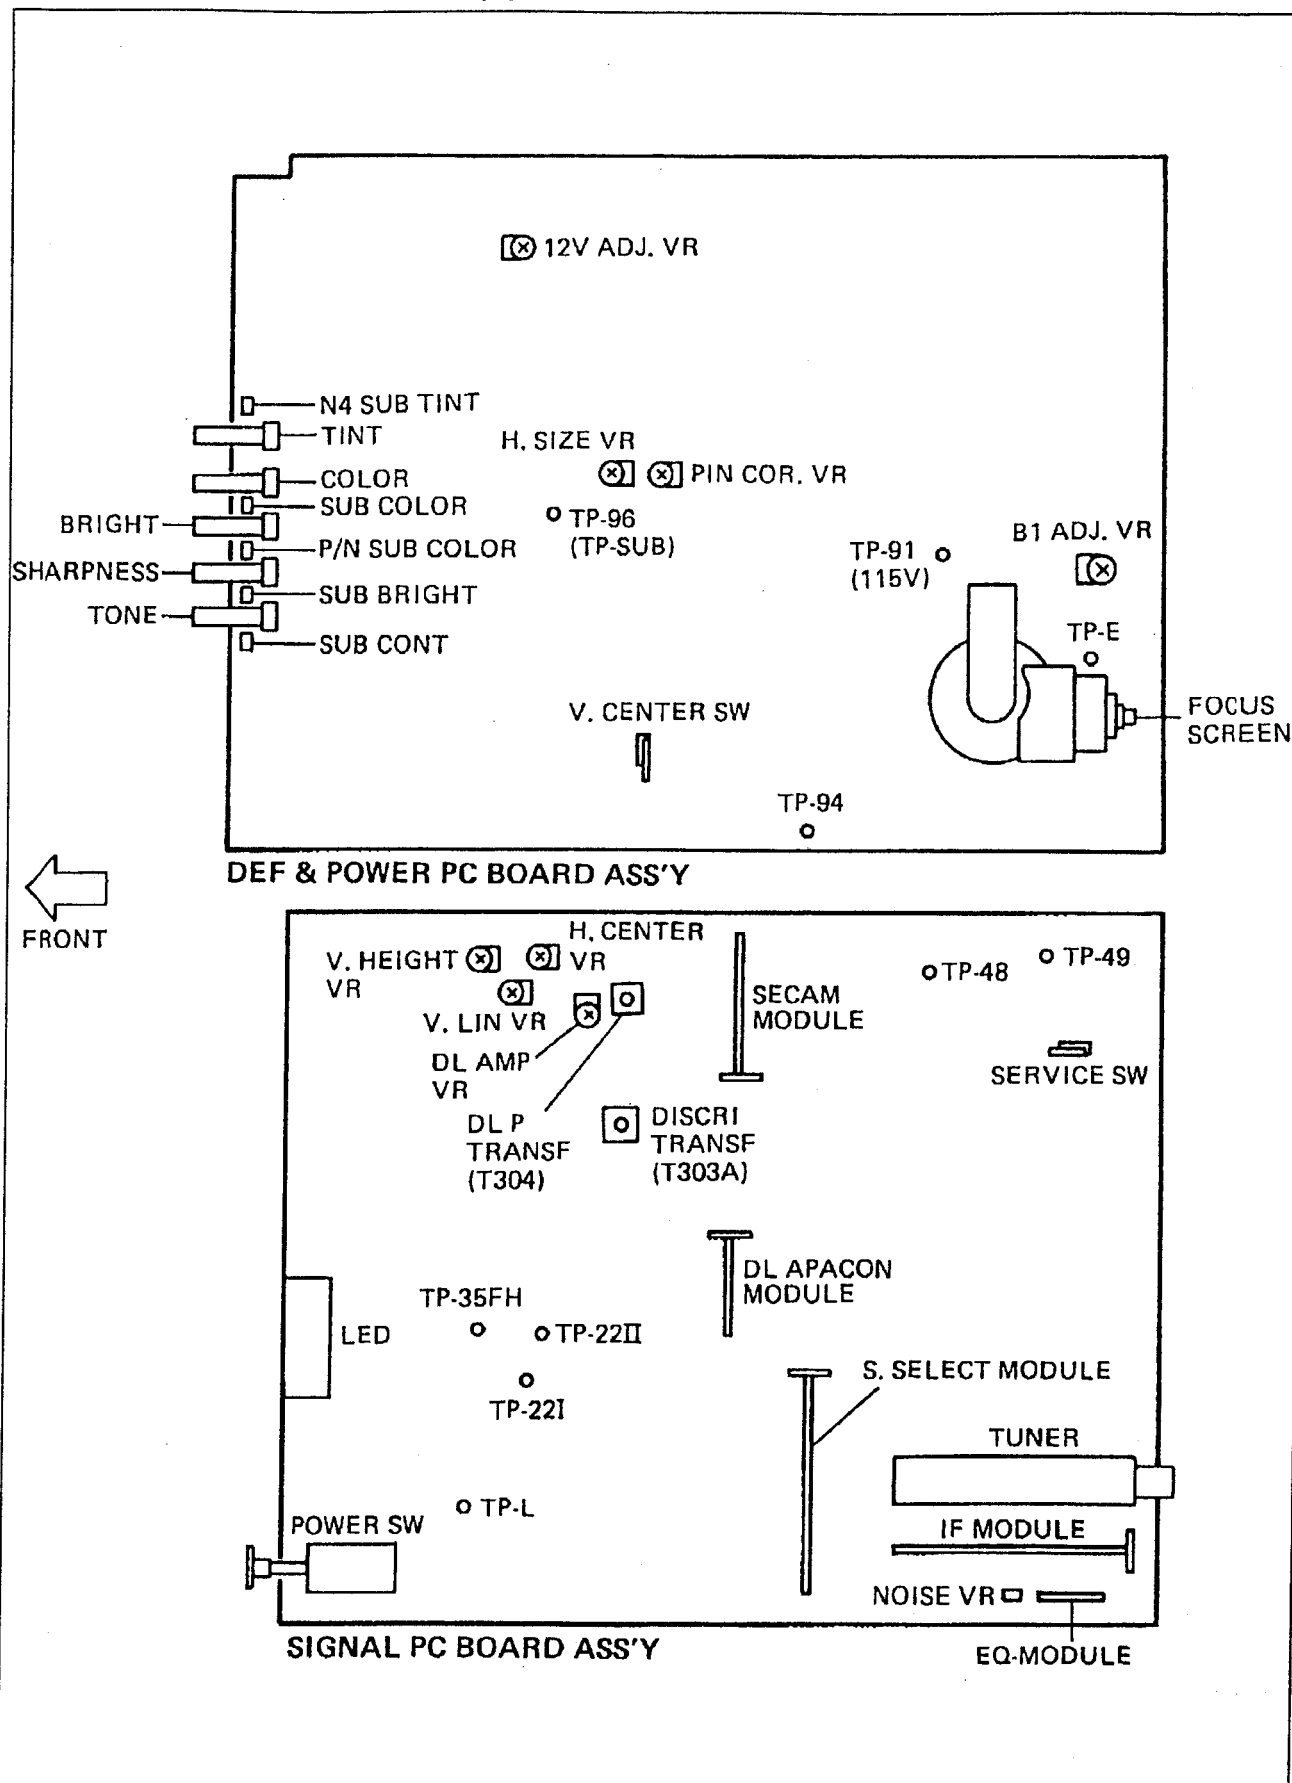 12V ADJ. VR
N4 SUB TINT
TINT
H. SIZE VR
COLOR
PIN COR. VR
SUB COLOR
BRIGHT
TP-96
(TP-SUB)
P/N SUB COLOR
B1 ADJ. VR
TP-91
(115V)
SHARPNESS
SUB BRIGHT
TONE
SUB CONT
TP-E
V. CENTER SW
FOCUS
SCREEN
TP-94
DEF & POWER PC BOARD ASS'Y
FRONT
V. HEIGHT
VR
H. CENTER
VR
TP-48
TP-49
SECAM
MODULE
V. LIN VR
DL AMP
VR
SERVICE SW
DL P
TRANSF
(T304)
DISCRI
TRANSF
(T303A)
DL APACON
MODULE
TP-35FH
LED
TP-22II
S. SELECT MODULE
TP-22I
TUNER
TP-L
POWER SW
IF MODULE
NOISE VR
SIGNAL PC BOARD ASS'Y
EQ-MODULE